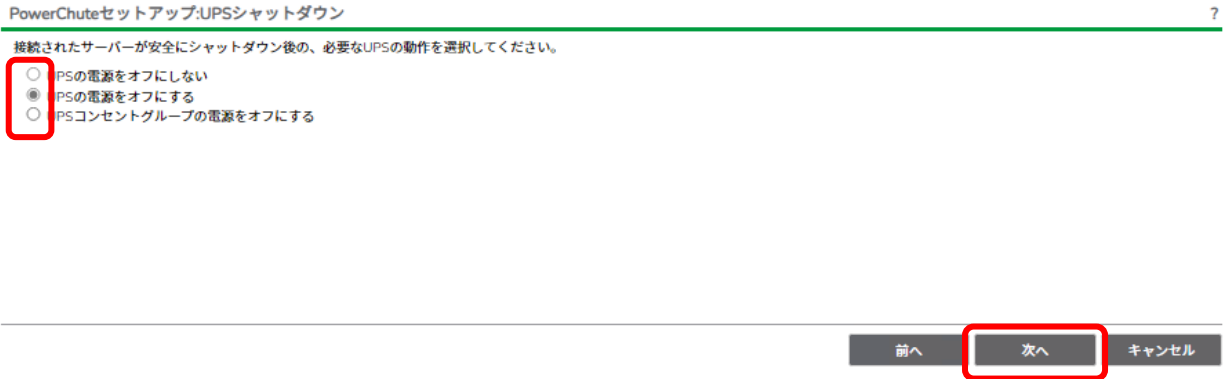 PowerChuteセットアップ:UPSシャットダウン ?
接続されたサーバーが安全にシャットダウン後の、必要なUPSの動作を選択してください。
UPSの電源をオフにしない
UPSの電源をオフにする
UPSコンセントグループの電源をオフにする
前へ 次へ キャンセル